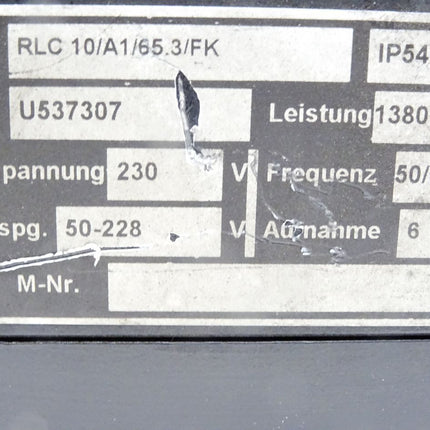 RLC 10/A1/65.3/FK IP54
U537307 Leistung 1380
pannung 230 V Frequenz 50/
spg. 50-228 V Aufnahme 6
M-Nr.